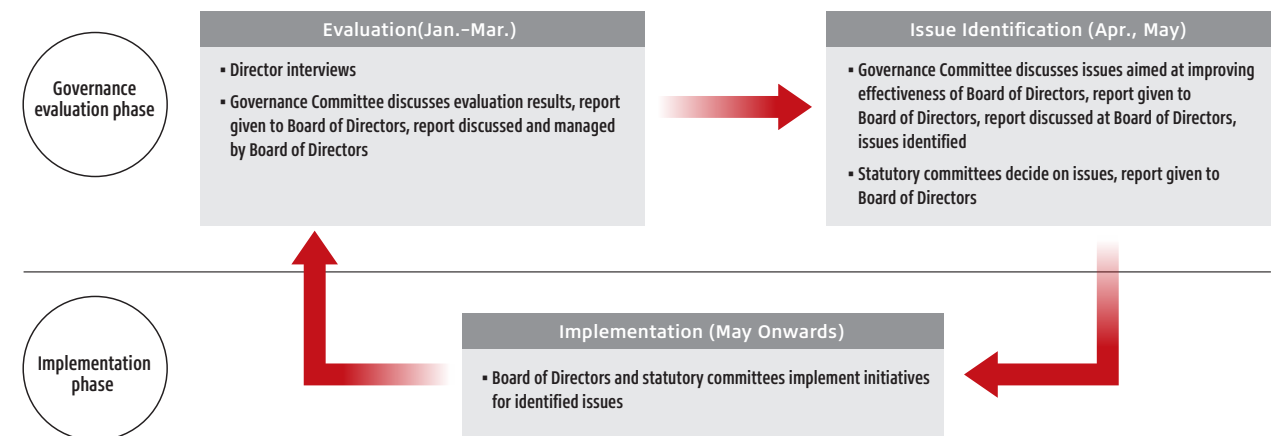 Governance
evaluation phase
Evaluation(Jan.–Mar.)
▪ Director interviews
▪ Governance Committee discusses evaluation results, report
given to Board of Directors, report discussed and managed
by Board of Directors
Issue Identification (Apr., May)
▪ Governance Committee discusses issues aimed at improving
effectiveness of Board of Directors, report given to
Board of Directors, report discussed at Board of Directors,
issues identified
▪ Statutory committees decide on issues, report given to
Board of Directors
Implementation
phase
Implementation (May Onwards)
▪ Board of Directors and statutory committees implement initiatives
for identified issues